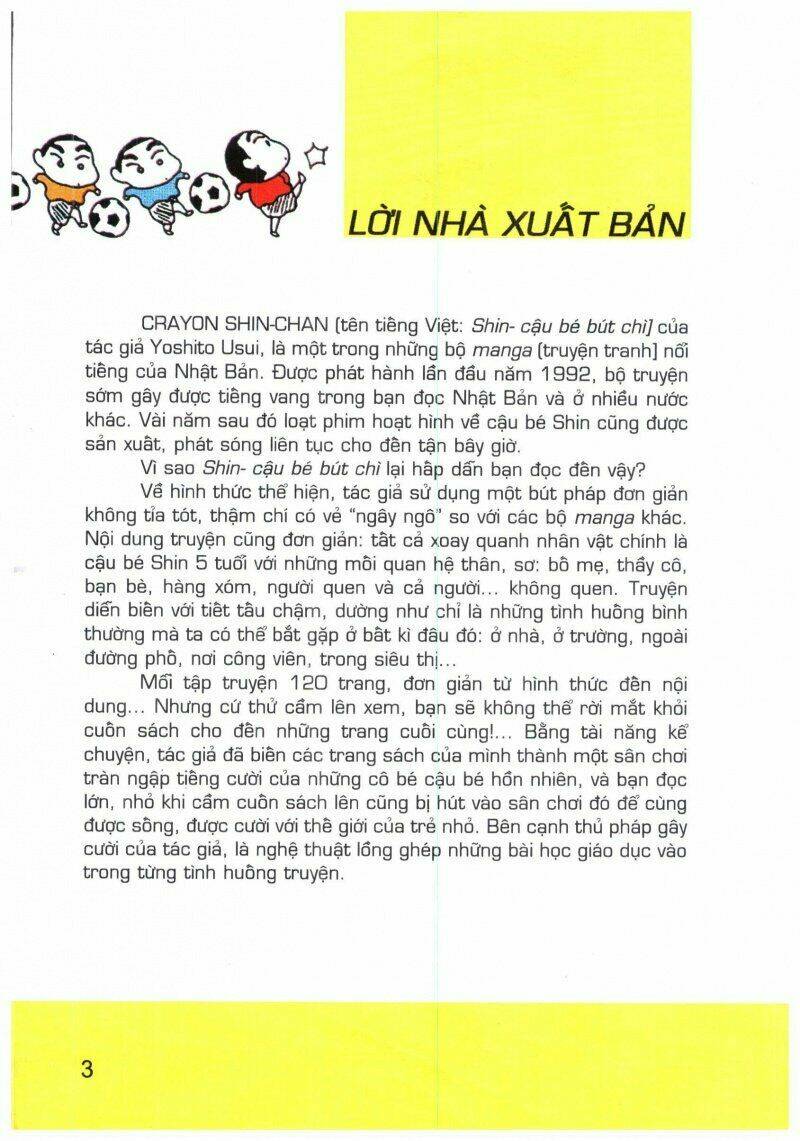 LỜI NHÀ XUẤT BẢN
CRAYON SHIN-CHAN (tên tiếng Việt: Shin- cậu bé bút chì) của
tác giả Yoshito Usui, là một trong những bộ manga (truyện tranh) nổi
tiếng của Nhật Bản. Được phát hành lần đầu năm 1992, bộ truyện
sớm gây được tiếng vang trong bạn đọc Nhật Bản và ở nhiều nước
khác. Vài năm sau đó loạt phim hoạt hình về cậu bé Shin cũng được
sản xuất, phát sóng liên tục cho đến tận bây giờ.
Vì sao Shin- cậu bé bút chì lại hấp dẫn bạn đọc đến vậy?
Về hình thức thể hiện, tác giả sử dụng một bút pháp đơn giản
không tỉa tót, thậm chí có vẻ “ngây ngô” so với các bộ manga khác.
Nội dung truyện cũng đơn giản: tất cả xoay quanh nhân vật chính là
cậu bé Shin 5 tuổi với những mối quan hệ thân, sơ: bố mẹ, thầy cô,
bạn bè, hàng xóm, người quen và cả người... không quen. Truyện
diễn biến với tiết tấu chậm, dường như chỉ là những tình huống bình
thường mà ta có thể bắt gặp ở bất kì đâu đó: ở nhà, ở trường, ngoài
đường phố, nơi công viên, trong siêu thị...
Mỗi tập truyện 120 trang, đơn giản từ hình thức đến nội
dung... Nhưng cứ thử cầm lên xem, bạn sẽ không thể rời mắt khỏi
cuốn sách cho đến những trang cuối cùng!... Bằng tài năng kể
chuyện, tác giả đã biến các trang sách của mình thành một sân chơi
tràn ngập tiếng cười của những cô bé cậu bé hồn nhiên, và bạn đọc
lớn, nhỏ khi cầm cuốn sách lên cũng bị hút vào sân chơi đó để cùng
được sống, được cười với thế giới của trẻ nhỏ. Bên cạnh thủ pháp gây
cười của tác giả, là nghệ thuật lồng ghép những bài học giáo dục vào
trong từng tình huống truyện.
3